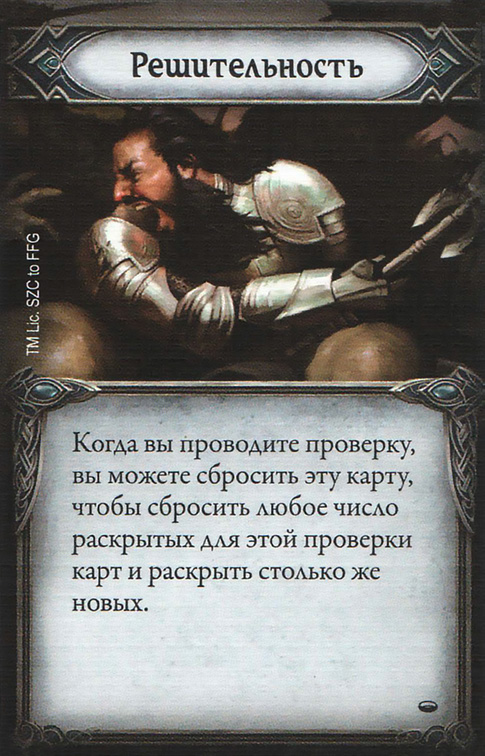 Решительность
TM Lic. SZC to FFG
Когда вы проводите проверку,
вы можете сбросить эту карту,
чтобы сбросить любое число
раскрытых для этой проверки
карт и раскрыть столько же
новых.